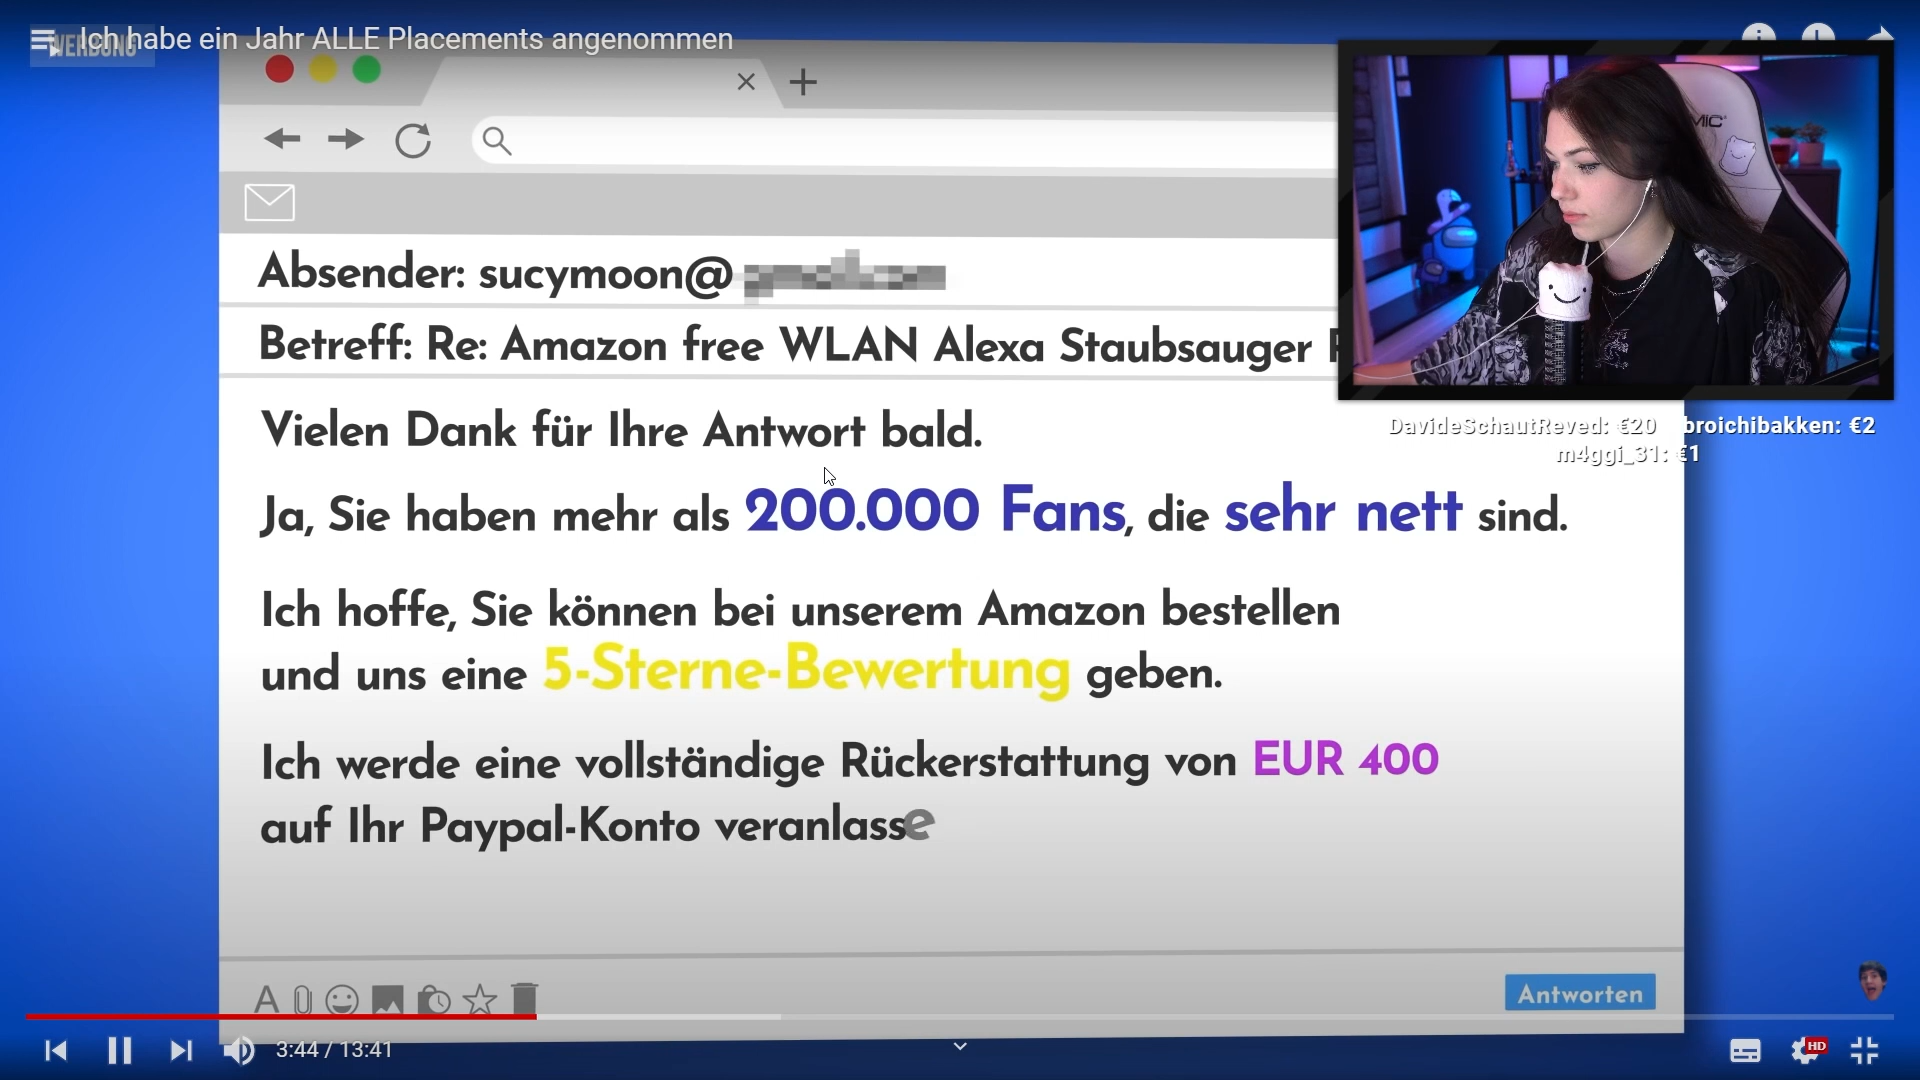 Ich habe ein Jahr ALLE Placements angenommen
WERBUNG
Absender: sucymoon@
Betreff: Re: Amazon free WLAN Alexa Staubsauger
Vielen Dank für Ihre Antwort bald.
Ja, Sie haben mehr als 200.000 Fans, die sehr nett sind.
Ich hoffe, Sie können bei unserem Amazon bestellen
und uns eine 5-Sterne-Bewertung geben.
Ich werde eine vollständige Rückerstattung von EUR 400
auf Ihr Paypal-Konto veranlasse
DavideSchautReved: €20 broichibakken: €2
m4ggi_31: €1
A
Antworten
3:44 / 13:41
HD